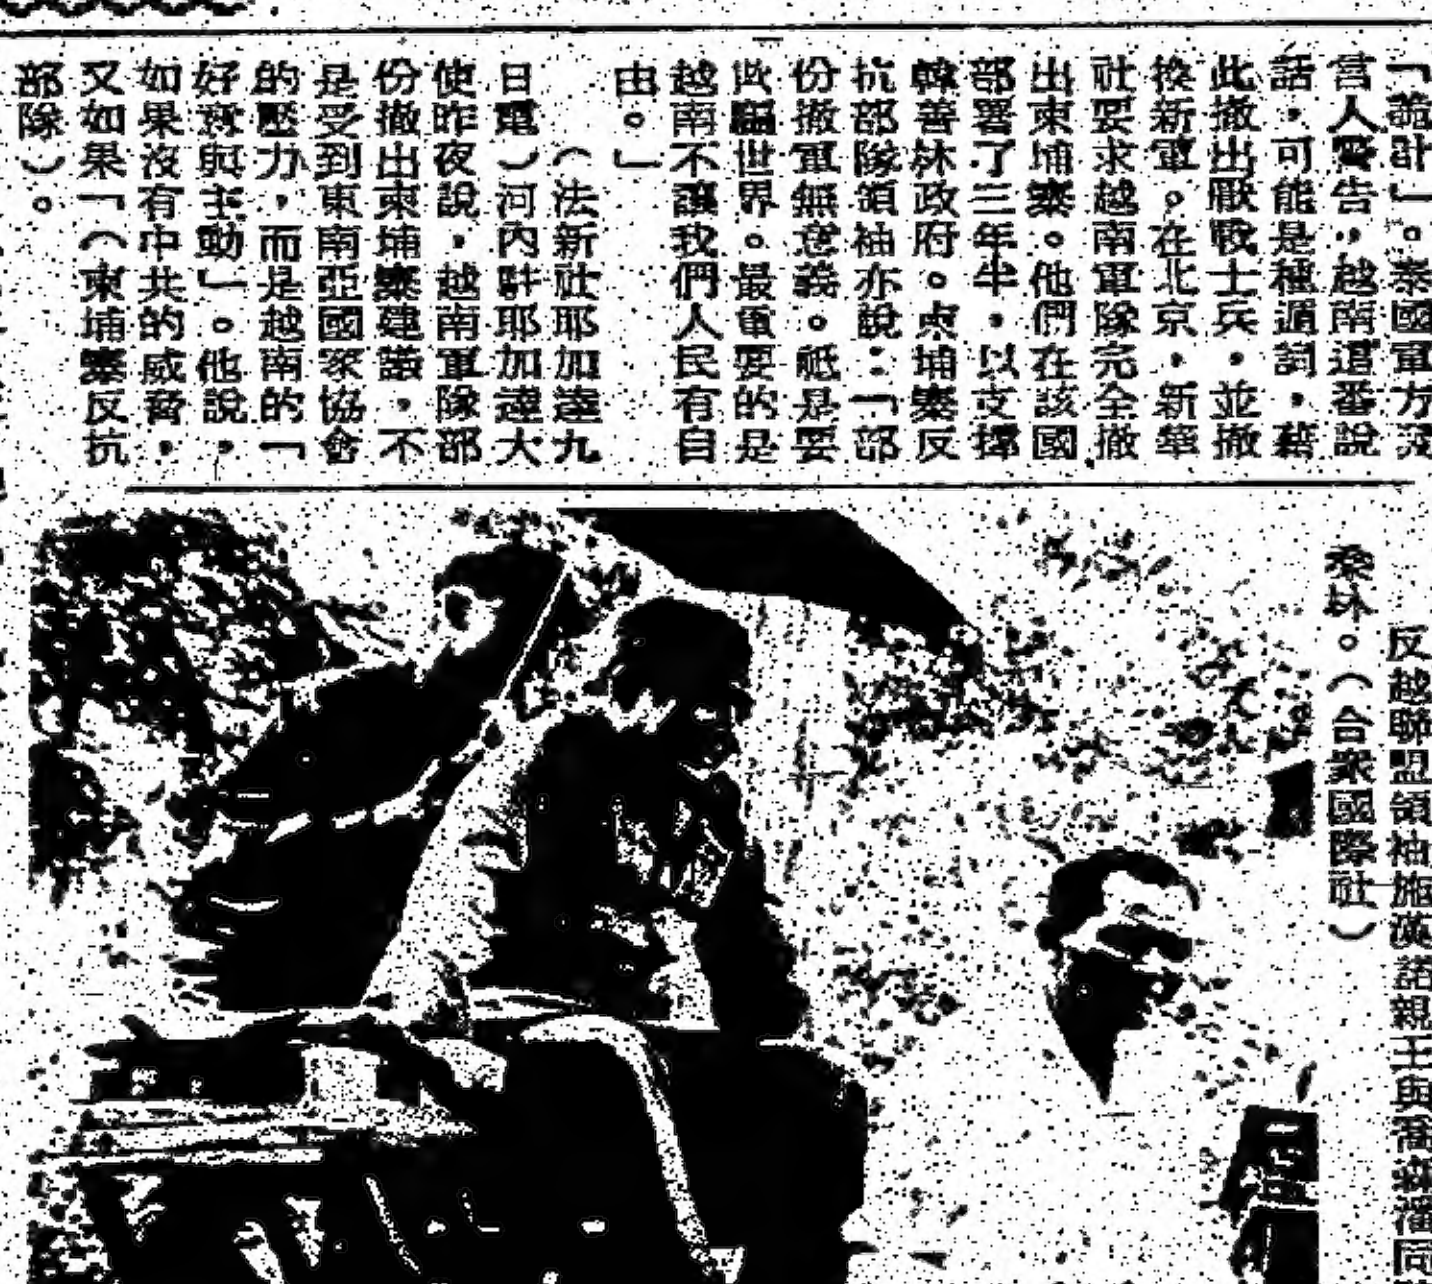 「詭計」。泰國軍方發
言人警告，越南這番說
話，可能是種遁詞，藉
此撤出厭戰士兵，並撤
換新軍。在北京，新華
社要求越南軍隊完全撤
出柬埔寨。他們在該國
部署了三年半，以支撐
韓善林政府。柬埔寨反
抗部隊領袖亦說：「部
份撤軍無意義。祇是要
欺騙世界。最重要的是
越南不讓我們人民有自
由。」
（法新社耶加達九
日電）河內駐耶加達大
使昨夜說，越南軍隊部
份撤出柬埔寨建議，不
是受到東南亞國家協會
的壓力，而是越南的「
好意與主動」。他說，
如果沒有中共的威脅，
又如果「（柬埔寨反抗
部隊）。
反越聯盟領袖施漢諾親王與喬森潘同
桑林。（合衆國際社）